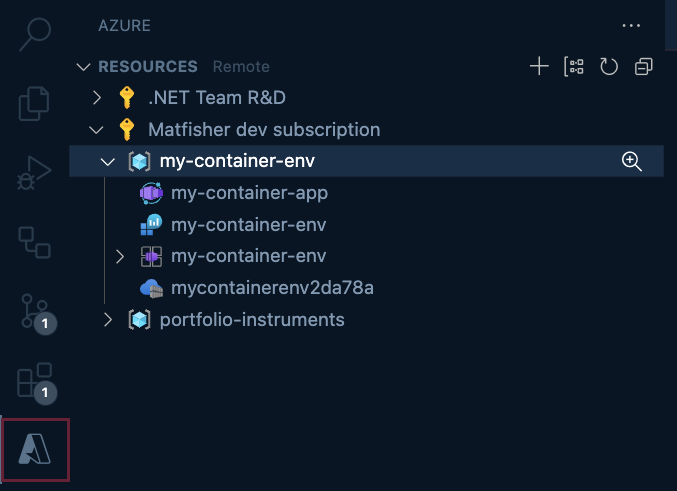 AZURE
RESOURCES Remote
.NET Team R&D
Matfisher dev subscription
my-container-env
my-container-app
my-container-env
my-container-env
mycontainerenv2da78a
portfolio-instruments
1
1